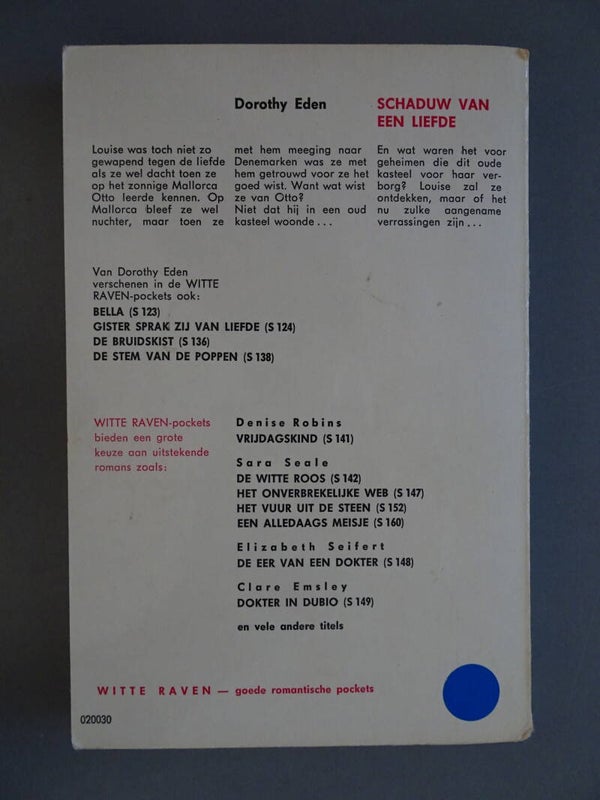 Dorothy Eden
SCHADUW VAN
EEN LIEFDE
Louise was toch niet zo
gewapend tegen de liefde
als ze wel dacht toen ze
op het zonnige Mallorca
Otto leerde kennen. Op
Mallorca bleef ze wel
nuchter, maar toen ze
met hem meeging naar
Denemarken was ze met
hem getrouwd voor ze het
goed wist. Want wat wist
ze van Otto?
Niet dat hij in een oud
kasteel woonde...
En wat waren het voor
geheimen die dit oude
kasteel voor haar ver-
borg? Louise zal ze
ontdekken, maar of het
nu zulke aangename
verrassingen zijn...
Van Dorothy Eden
verschenen in de WITTE
RAVEN-pockets ook:
BELLA (S 123)
GISTER SPRAK ZIJ VAN LIEFDE (S 124)
DE BRUIDSKIST (S 136)
DE STEM VAN DE POPPEN (S 138)
WITTE RAVEN-pockets
bieden een grote
keuze aan uitstekende
romans zoals:
Denise Robins
VRIJDAGSKIND (S 141)
Sara Seale
DE WITTE ROOS (S 142)
HET ONVERBREKELIJKE WEB (S 147)
HET VUUR UIT DE STEEN (S 152)
EEN ALLEDAAGS MEISJE (S 160)
Elizabeth Seifert
DE EER VAN EEN DOKTER (S 148)
Clare Emsley
DOKTER IN DUBIO (S 149)
en vele andere titels
WITTE RAVEN — goede romantische pockets
020030